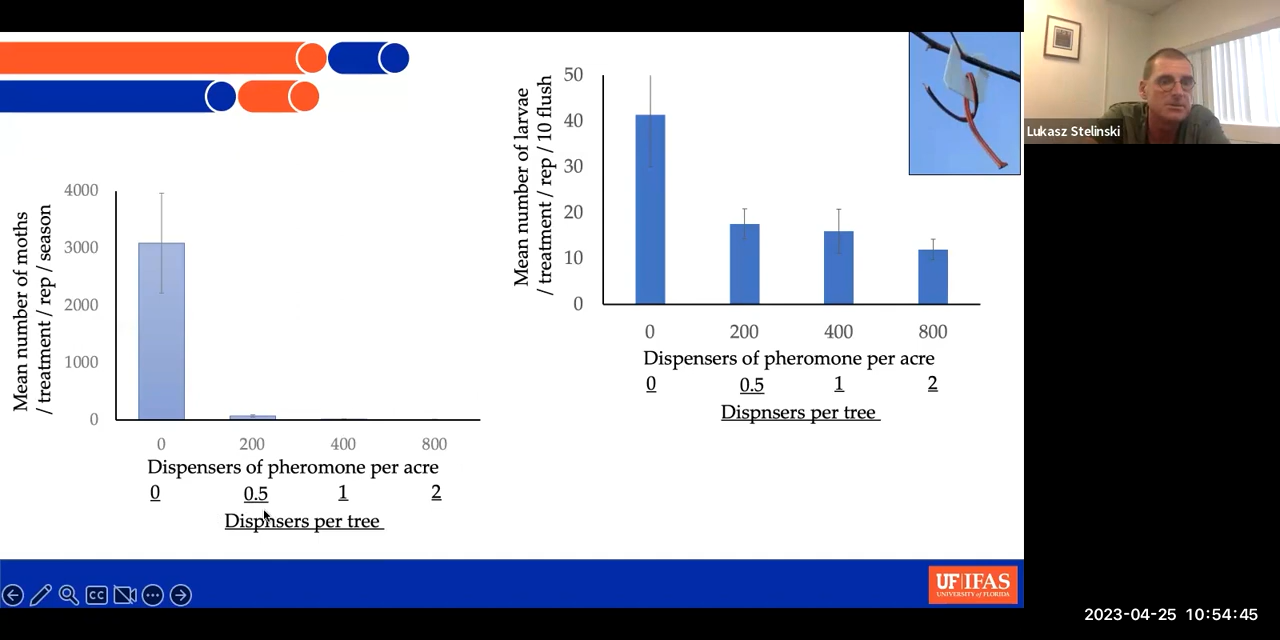 Mean number of moths
/ treatment / rep / season
4000
3000
2000
1000
0
0 200 400 800
Dispensers of pheromone per acre
0 0.5 1 2
Dispnsers per tree
Mean number of larvae
/ treatment / rep / 10 flush
50
40
30
20
10
0
0 200 400 800
Dispensers of pheromone per acre
0 0.5 1 2
Dispnsers per tree
Lukasz Stelinski
CC
UF IFAS
UNIVERSITY of FLORIDA
2023-04-25 10:54:45